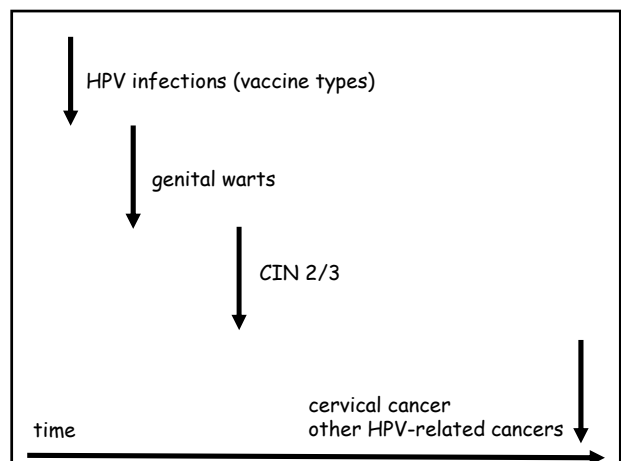 HPV infections (vaccine types)
genital warts
CIN 2/3
cervical cancer
other HPV-related cancers
time